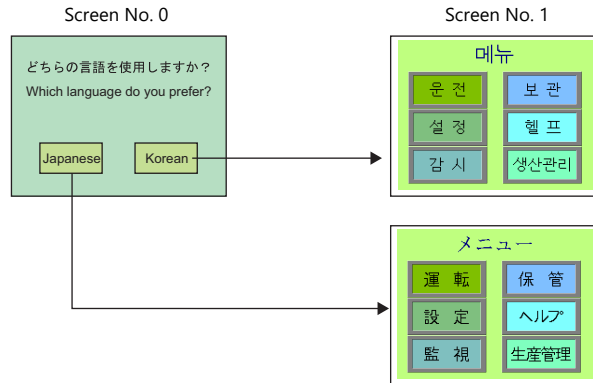 Screen No. 0
Screen No. 1
どちらの言語を使用しますか？
Which language do you prefer?
Japanese
Korean
메뉴
운 전
보 관
설 정
헬 프
감 시
생산관리
メニュー
運 転
保 管
設 定
ヘルプ
監 視
生産管理